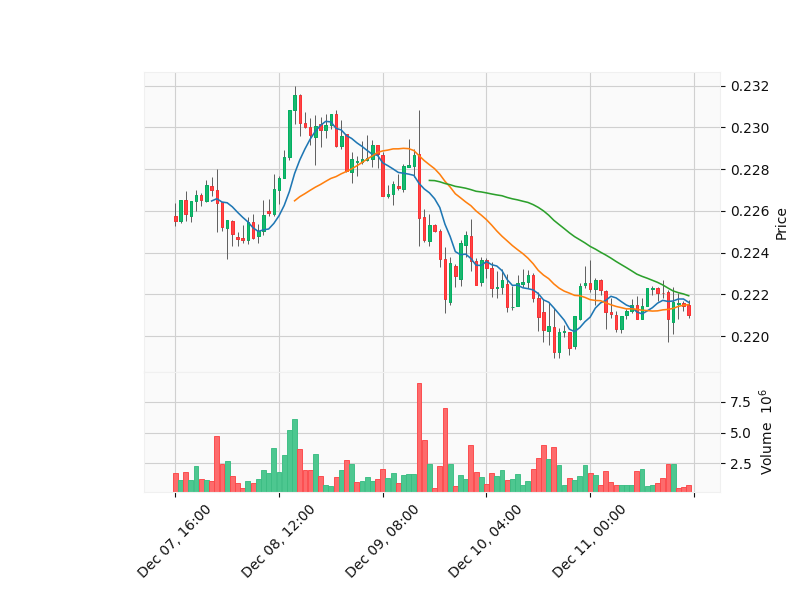 0.232
0.230
0.228
0.226
0.224
0.222
0.220
Price
7.5
5.0
2.5
Volume 10⁶
Dec 07, 16:00
Dec 08, 12:00
Dec 09, 08:00
Dec 10, 04:00
Dec 11, 00:00